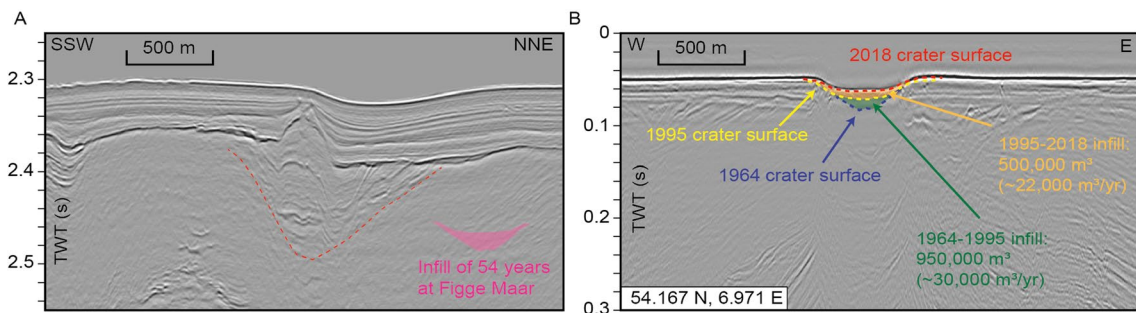 A
SSW
NNE
500 m
2.3
2.4
2.5
TWT (s)
Infill of 54 years
at Figge Maar
B
W
E
500 m
0
0.1
0.2
0.3
TWT (s)
2018 crater surface
1995 crater surface
1964 crater surface
1995-2018 infill:
500,000 m³
(~22,000 m³/yr)
1964-1995 infill:
950,000 m³
(~30,000 m³/yr)
54.167 N, 6.971 E